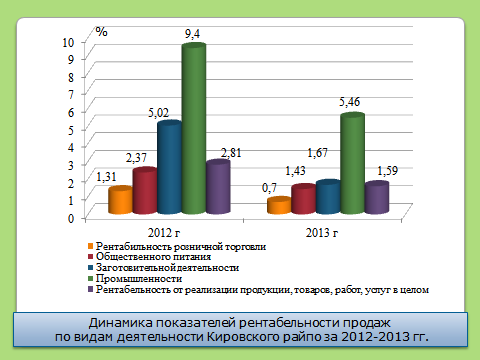 %
10
9
8
7
6
5
4
3
2
1
0
1,31
2,37
5,02
9,4
2,81
0,7
1,43
1,67
5,46
1,59
2012 г
2013 г
Рентабильность розничной торговли
Общественного питания
Заготовительной деятельности
Промышленности
Рентабельность от реализации продукции, товаров, работ, услуг в целом
Динамика показателей рентабельности продаж
по видам деятельности Кировского райпо за 2012-2013 гг.